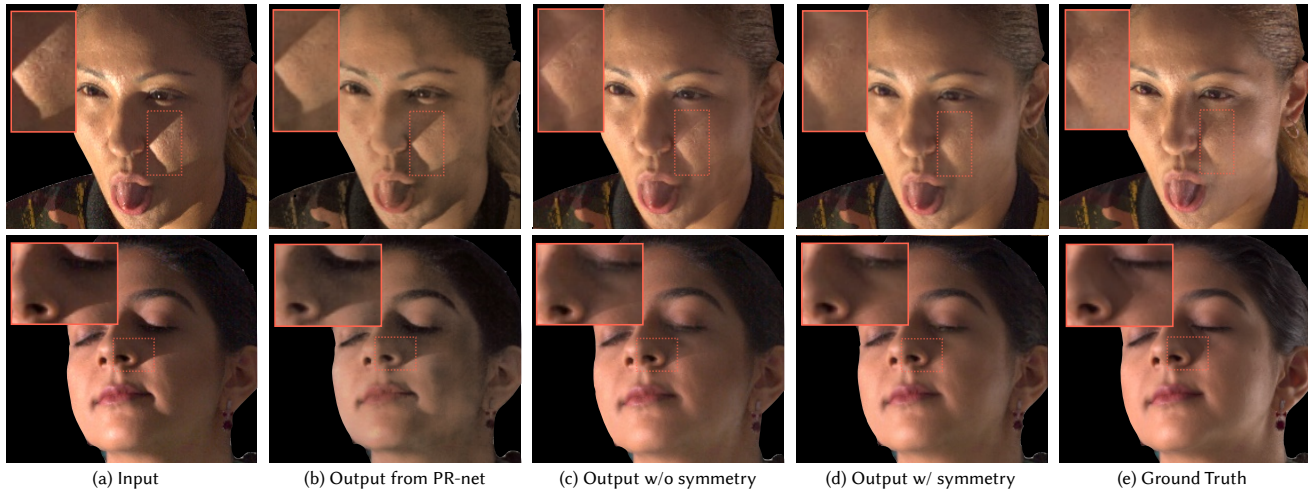 (a) Input
(b) Output from PR-net
(c) Output w/o symmetry
(d) Output w/ symmetry
(e) Ground Truth